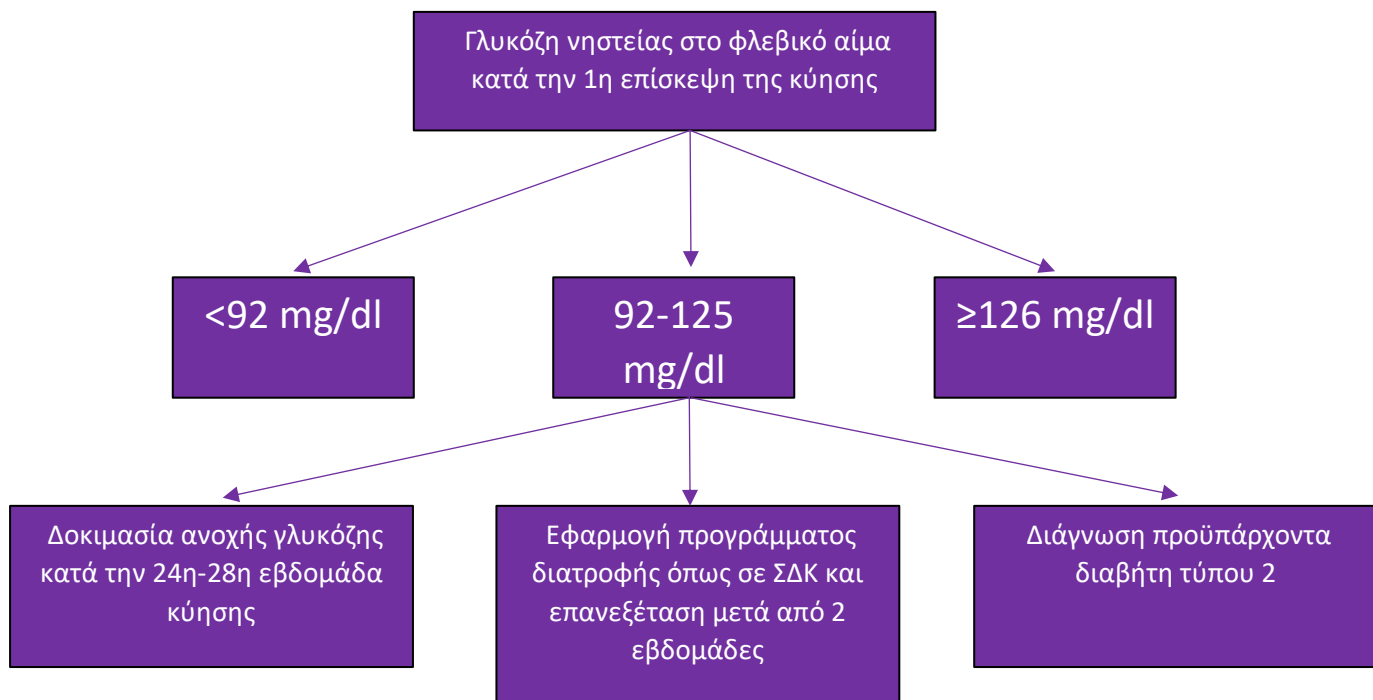 Γλυκόζη νηστείας στο φλεβικό αίμα
κατά την 1η επίσκεψη της κύησης
<92 mg/dl
92-125
mg/dl
≥126 mg/dl
Δοκιμασία ανοχής γλυκόζης
κατά την 24η-28η εβδομάδα
κύησης
Εφαρμογή προγράμματος
διατροφής όπως σε ΣΔΚ και
επανεξέταση μετά από 2
εβδομάδες
Διάγνωση προϋπάρχοντα
διαβήτη τύπου 2